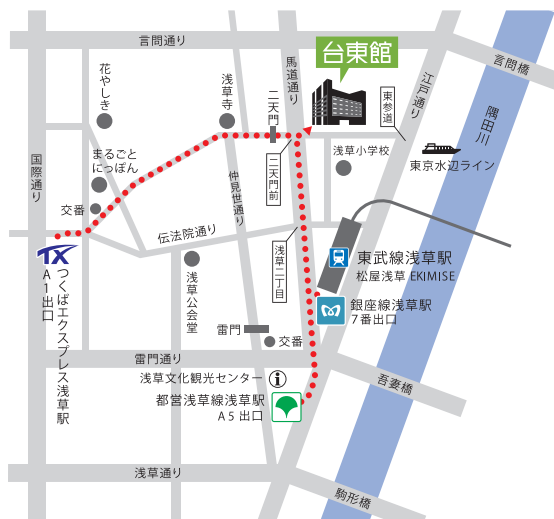 言問通り
台東館
言問橋
花やしき
浅草寺
二天門
馬道通り
東参道
江戸通り
隅田川
国際通り
まるごと
にっぽん
二天門前
浅草小学校
東京水辺ライン
仲見世通り
交番
伝法院通り
TX
つくばエクスプレス浅草駅
A1出口
浅草公会堂
浅草二丁目
東武線浅草駅
松屋浅草 EKIMISE
銀座線浅草駅
7番出口
雷門
交番
雷門通り
浅草文化観光センター
i
吾妻橋
都営浅草線浅草駅
A5出口
浅草通り
駒形橋